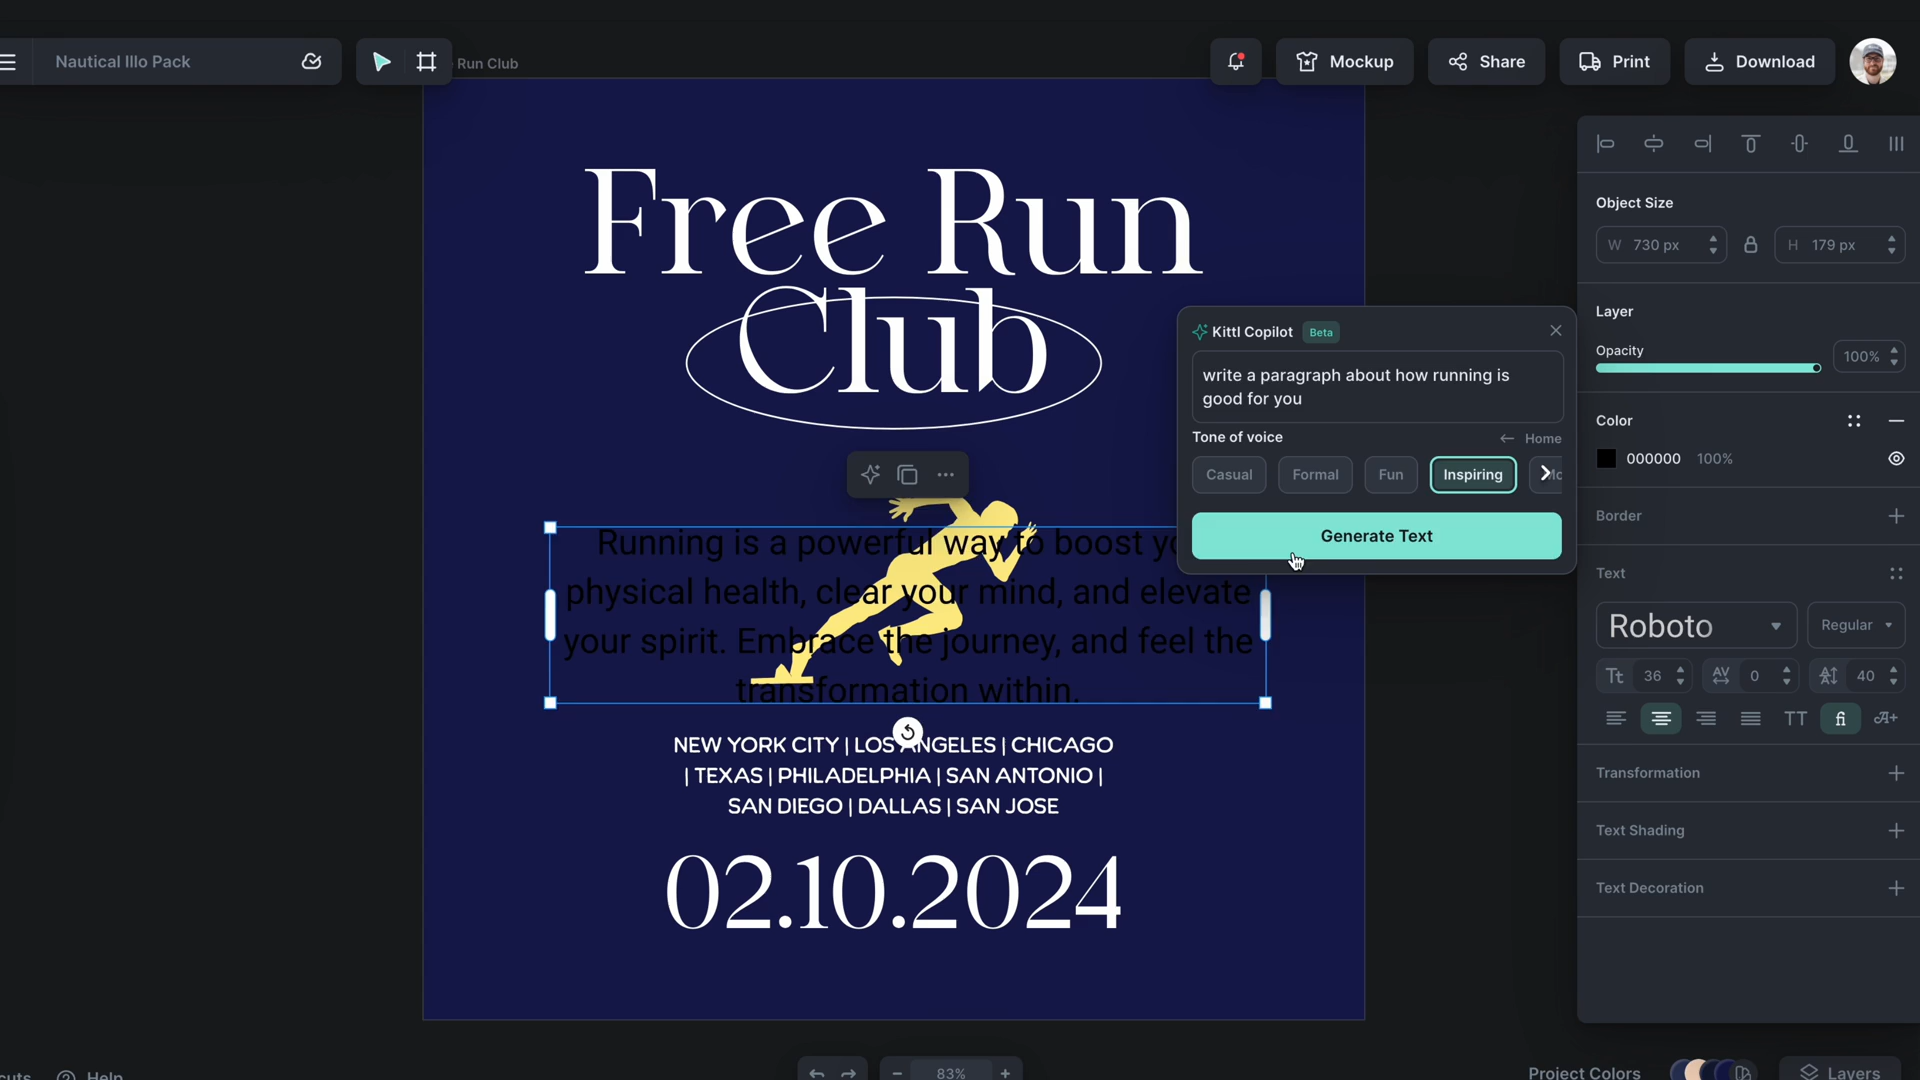 Nautical Illo Pack
Run Club
Mockup
Share
Print
Download
Free Run
Club
Object Size
W 730 px
H 179 px
Layer
Opacity
100%
Color
000000 100%
Border
Text
Roboto
Regular
Tt 36
AV 0
40
TT
fi
A+
Transformation
Text Shading
Text Decoration
Kittl Copilot Beta
write a paragraph about how running is
good for you
Tone of voice
← Home
Casual
Formal
Fun
Inspiring
Generate Text
Running is a powerful way to boost
physical health, clear your mind, and elevate
your spirit. Embrace the journey, and feel the
transformation within.
NEW YORK CITY | LOS ANGELES | CHICAGO
| TEXAS | PHILADELPHIA | SAN ANTONIO |
SAN DIEGO | DALLAS | SAN JOSE
02.10.2024
Help
− 83% +
Project Colors
Layers